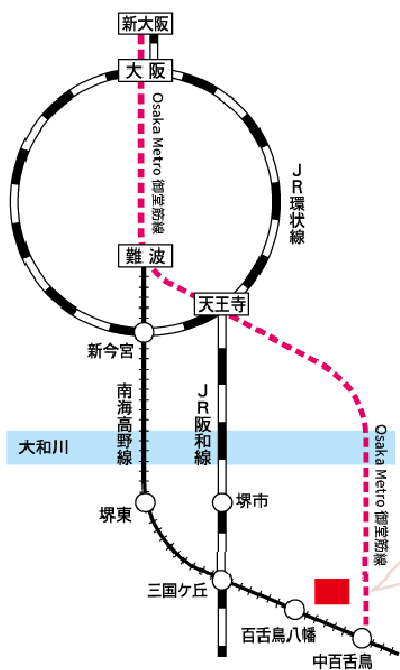 新大阪
大阪
Osaka Metro 御堂筋線
JR環状線
難波
天王寺
新今宮
南海高野線
JR阪和線
大和川
Osaka Metro 御堂筋線
堺東
堺市
三国ケ丘
百舌鳥八幡
中百舌鳥